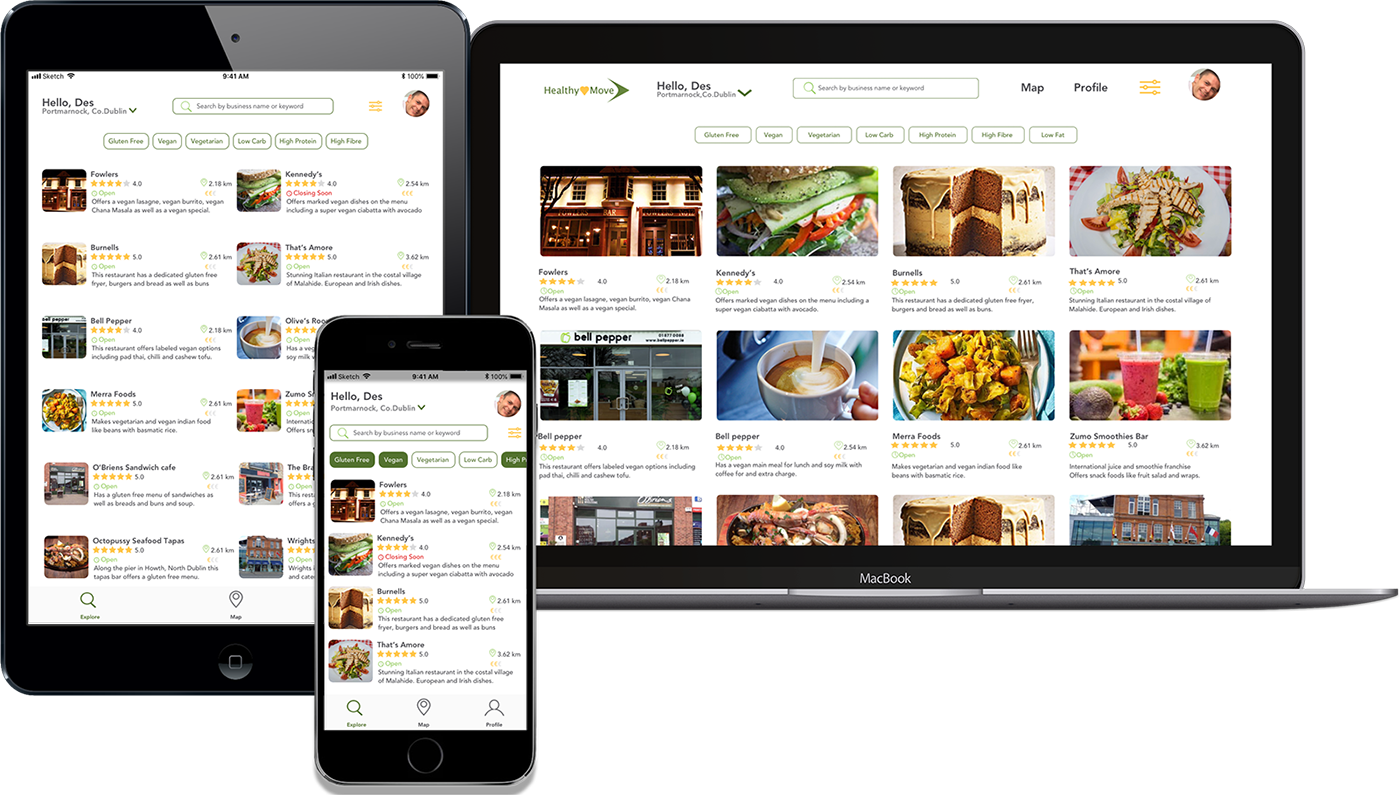 Sketch
9:41 AM
100%
Hello, Des
Portmarnock, Co.Dublin
Search by business name or keyword
Gluten Free
Vegan
Vegetarian
Low Carb
High Protein
High Fibre
Fowlers
4.0
2.18 km
Open
€€€
Offers a vegan lasagne, vegan burrito, vegan
Chana Masala as well as a vegan special.
Kennedy's
4.0
2.54 km
Closing Soon
€€€
Offers marked vegan dishes on the menu
including a super vegan ciabatta with avocado
Burnells
5.0
2.61 km
Open
€€€
This restaurant has a dedicated gluten free
fryer, burgers and bread as well as buns
That's Amore
5.0
3.62 km
Open
€€€
Stunning Italian restaurant in the costal village
of Malahide. European and Irish dishes.
Bell Pepper
4.0
2.18 km
Open
€€€
This restaurant offers labeled vegan options
including pad thai, chilli and cashew tofu.
Olive's Roo
Open
Has a v
soy milk
Merra Foods
5.0
2.61 km
Open
€€€
Makes vegetarian and vegan indian food
like beans with basmatic rice.
Zumo Sm
Open
Internation
Offers sn
O'Briens Sandwich cafe
5.0
2.61 km
Open
€€€
Has a gluten free menu of sandwiches as
well as breads and buns and soup.
The Bra
Open
This rest
offers a
Octopussy Seafood Tapas
5.0
2.61 km
Open
€€€
Along the pier in Howth, North Dublin this
tapas bar offers a gluten free menu.
Wrights
Open
Wrights i
and cate
Explore
Map
Sketch
9:41 AM
100%
Hello, Des
Portmarnock, Co.Dublin
Search by business name or keyword
Gluten Free
Vegan
Vegetarian
Low Carb
High P
Fowlers
4.0
2.18 km
Open
€€€
Offers a vegan lasagne, vegan burrito, vegan
Chana Masala as well as a vegan special.
Kennedy's
4.0
2.54 km
Closing Soon
€€€
Offers marked vegan dishes on the menu
including a super vegan ciabatta with avocado
Burnells
5.0
2.61 km
Open
€€€
This restaurant has a dedicated gluten free
fryer, burgers and bread as well as buns
That's Amore
5.0
3.62 km
Open
€€€
Stunning Italian restaurant in the costal village
of Malahide. European and Irish dishes.
Explore
Map
Profile
Healthy Move
Hello, Des
Portmarnock,Co.Dublin
Search by business name or keyword
Map
Profile
Gluten Free
Vegan
Vegetarian
Low Carb
High Protein
High Fibre
Low Fat
FOWLERS BAR
Fowlers
4.0
2.18 km
Open
Offers a vegan lasagne, vegan burrito, vegan Chana
Masala as well as a vegan special.
Kennedy's
4.0
2.54 km
Open
Offers marked vegan dishes on the menu including a
super vegan ciabatta with avocado.
Burnells
5.0
2.61 km
Open
This restaurant has a dedicated gluten free fryer,
burgers and bread as well as buns.
That's Amore
5.0
2.61 km
Open
Stunning Italian restaurant in the costal village of
Malahide. European and Irish dishes.
bell pepper
www.bellpepper.ie
Bell pepper
4.0
2.18 km
Open
This restaurant offers labeled vegan options including
pad thai, chilli and cashew tofu.
Bell pepper
4.0
2.54 km
Open
Has a vegan main meal for lunch and soy milk with
coffee for and extra charge.
Merra Foods
5.0
2.61 km
Open
Makes vegetarian and vegan indian food like
beans with basmatic rice.
Zumo Smoothies Bar
5.0
3.62 km
Open
International juice and smoothie franchise
Offers snack foods like fruit salad and wraps.
O'Briens
MacBook